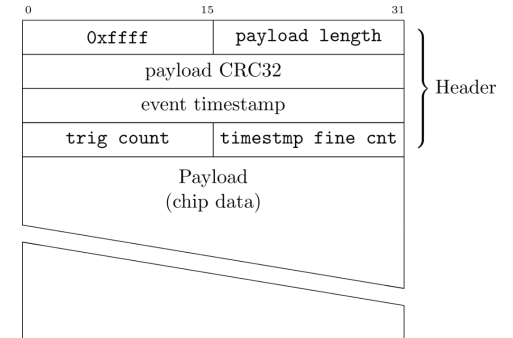 0 15 31
0xffff payload length
payload CRC32
Header
event timestamp
trig count timestmp fine cnt
Payload
(chip data)